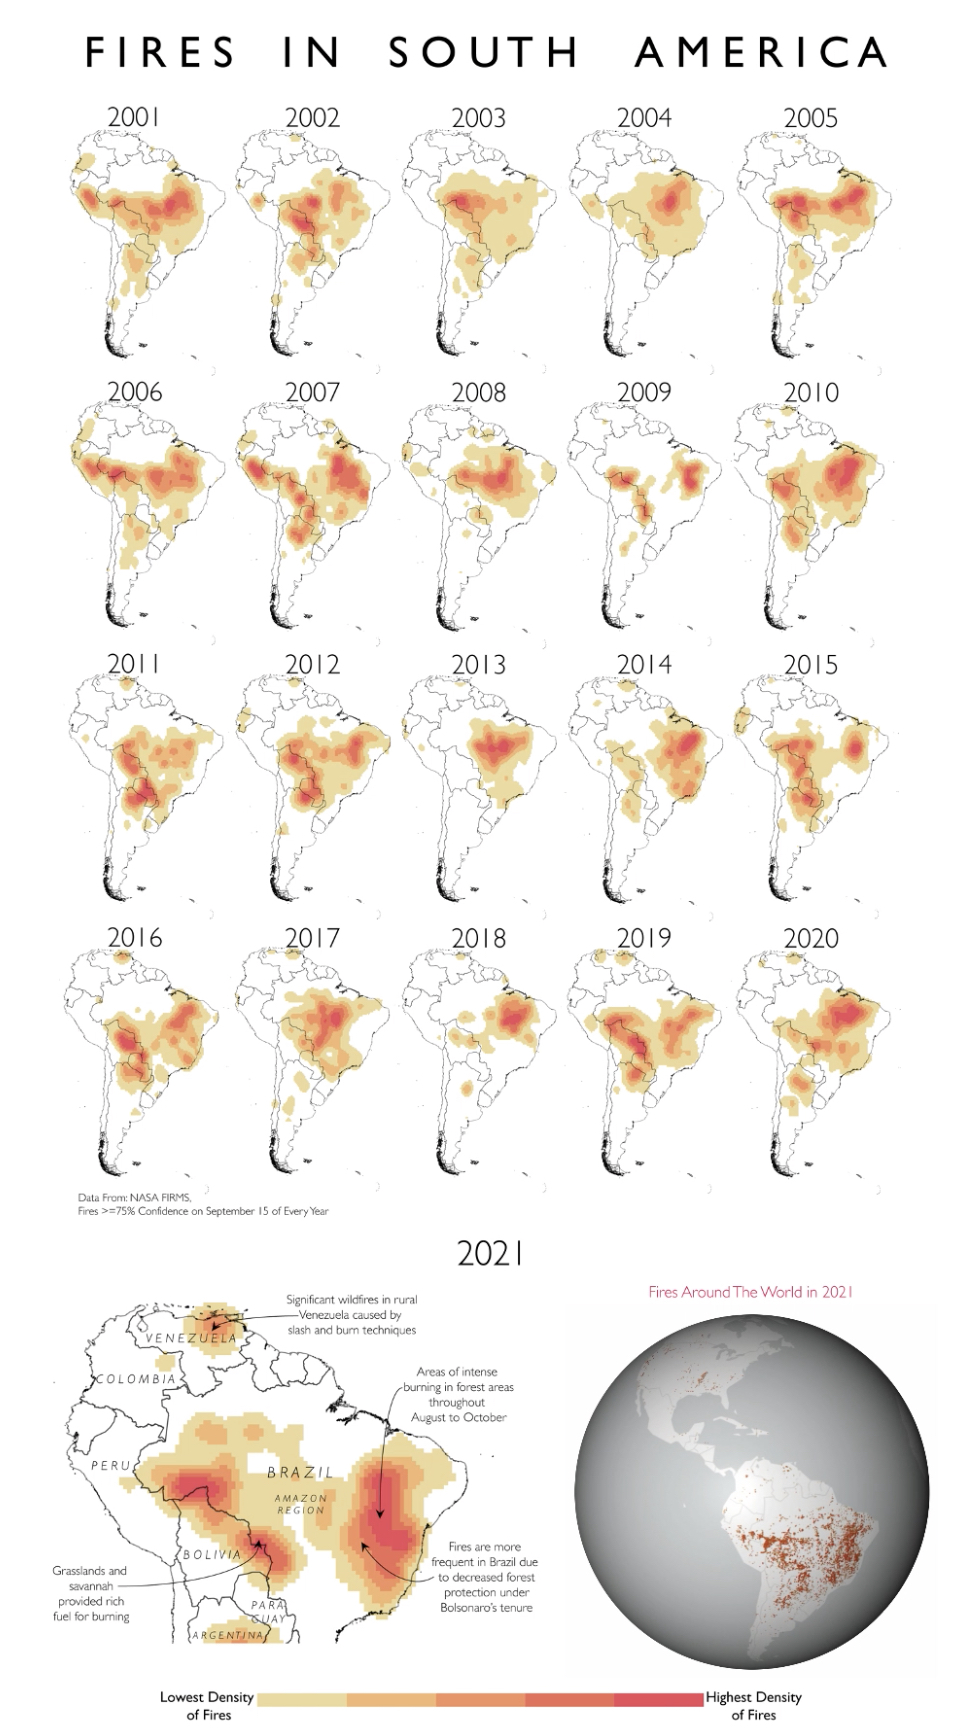 FIRES IN SOUTH AMERICA
2001
2002
2003
2004
2005
2006
2007
2008
2009
2010
2011
2012
2013
2014
2015
2016
2017
2018
2019
2020
Data From: NASA FIRMS,
Fires >=75% Confidence on September 15 of Every Year
2021
Significant wildfires in rural
Venezuela caused by
slash and burn techniques
VENEZUELA
COLOMBIA
Areas of intense
burning in forest areas
throughout
August to October
PERU
BRAZIL
AMAZON
REGION
BOLIVIA
Grasslands and
savannah
provided rich
fuel for burning
Fires are more
frequent in Brazil due
to decreased forest
protection under
Bolsonaro's tenure
PARA
GUAY
ARGENTINA
Fires Around The World in 2021
Lowest Density
of Fires
Highest Density
of Fires